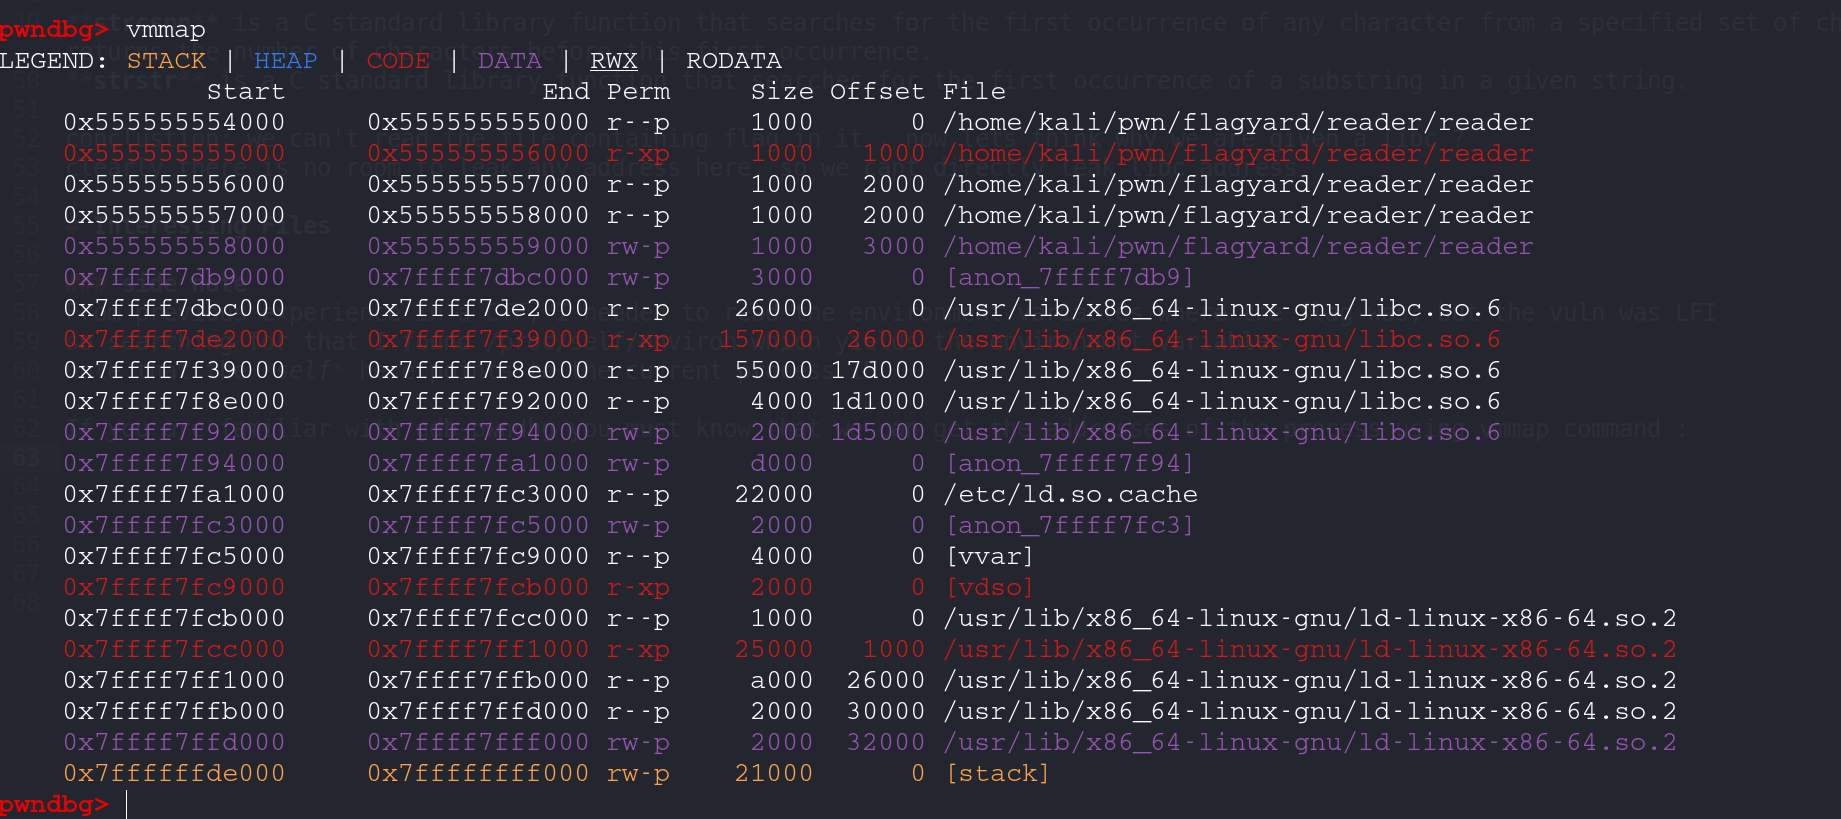 pwndbg> vmmap
LEGEND: STACK | HEAP | CODE | DATA | RWX | RODATA
Start End Perm Size Offset File
0x555555554000 0x555555555000 r--p 1000 0 /home/kali/pwn/flagyard/reader/reader
0x555555555000 0x555555556000 r-xp 1000 1000 /home/kali/pwn/flagyard/reader/reader
0x555555556000 0x555555557000 r--p 1000 2000 /home/kali/pwn/flagyard/reader/reader
0x555555557000 0x555555558000 r--p 1000 2000 /home/kali/pwn/flagyard/reader/reader
0x555555558000 0x555555559000 rw-p 1000 3000 /home/kali/pwn/flagyard/reader/reader
0x7ffff7db9000 0x7ffff7dbc000 rw-p 3000 0 [anon_7ffff7db9]
0x7ffff7dbc000 0x7ffff7de2000 r--p 26000 0 /usr/lib/x86_64-linux-gnu/libc.so.6
0x7ffff7de2000 0x7ffff7f39000 r-xp 157000 26000 /usr/lib/x86_64-linux-gnu/libc.so.6
0x7ffff7f39000 0x7ffff7f8e000 r--p 55000 17d000 /usr/lib/x86_64-linux-gnu/libc.so.6
0x7ffff7f8e000 0x7ffff7f92000 r--p 4000 1d1000 /usr/lib/x86_64-linux-gnu/libc.so.6
0x7ffff7f92000 0x7ffff7f94000 rw-p 2000 1d5000 /usr/lib/x86_64-linux-gnu/libc.so.6
0x7ffff7f94000 0x7ffff7fa1000 rw-p d000 0 [anon_7ffff7f94]
0x7ffff7fa1000 0x7ffff7fc3000 r--p 22000 0 /etc/ld.so.cache
0x7ffff7fc3000 0x7ffff7fc5000 rw-p 2000 0 [anon_7ffff7fc3]
0x7ffff7fc5000 0x7ffff7fc9000 r--p 4000 0 [vvar]
0x7ffff7fc9000 0x7ffff7fcb000 r-xp 2000 0 [vdso]
0x7ffff7fcb000 0x7ffff7fcc000 r--p 1000 0 /usr/lib/x86_64-linux-gnu/ld-linux-x86-64.so.2
0x7ffff7fcc000 0x7ffff7ff1000 r-xp 25000 1000 /usr/lib/x86_64-linux-gnu/ld-linux-x86-64.so.2
0x7ffff7ff1000 0x7ffff7ffb000 r--p a000 26000 /usr/lib/x86_64-linux-gnu/ld-linux-x86-64.so.2
0x7ffff7ffb000 0x7ffff7ffd000 r--p 2000 30000 /usr/lib/x86_64-linux-gnu/ld-linux-x86-64.so.2
0x7ffff7ffd000 0x7ffff7fff000 rw-p 2000 32000 /usr/lib/x86_64-linux-gnu/ld-linux-x86-64.so.2
0x7ffffffde000 0x7ffffffff000 rw-p 21000 0 [stack]
pwndbg>